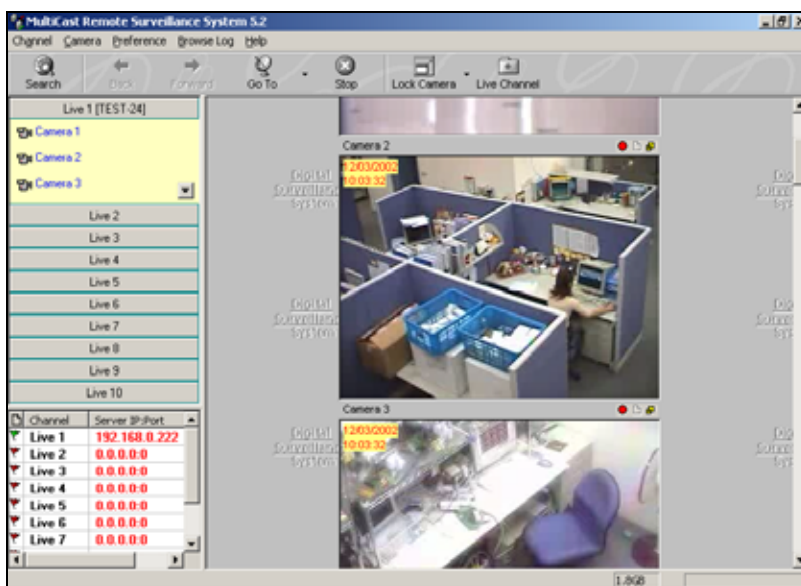 MultiCast Remote Surveillance System 5.2
Channel Camera Preference Browse Log Help
Search Back Forward Go To Stop Lock Camera Live Channel
Live 1 [TEST-24]
Camera 1
Camera 2
Camera 3
Live 2
Live 3
Live 4
Live 5
Live 6
Live 7
Live 8
Live 9
Live 10
Channel Server IP:Port
Live 1 192.168.0.222
Live 2 0.0.0.0:0
Live 3 0.0.0.0:0
Live 4 0.0.0.0:0
Live 5 0.0.0.0:0
Live 6 0.0.0.0:0
Live 7 0.0.0.0:0
Camera 2
12/03/2002
10:03:32
Digital
Surveillance
System
Digital
Surveillance
System
Camera 3
12/03/2002
10:03:32
Digital
Surveillance
System
1.8GB